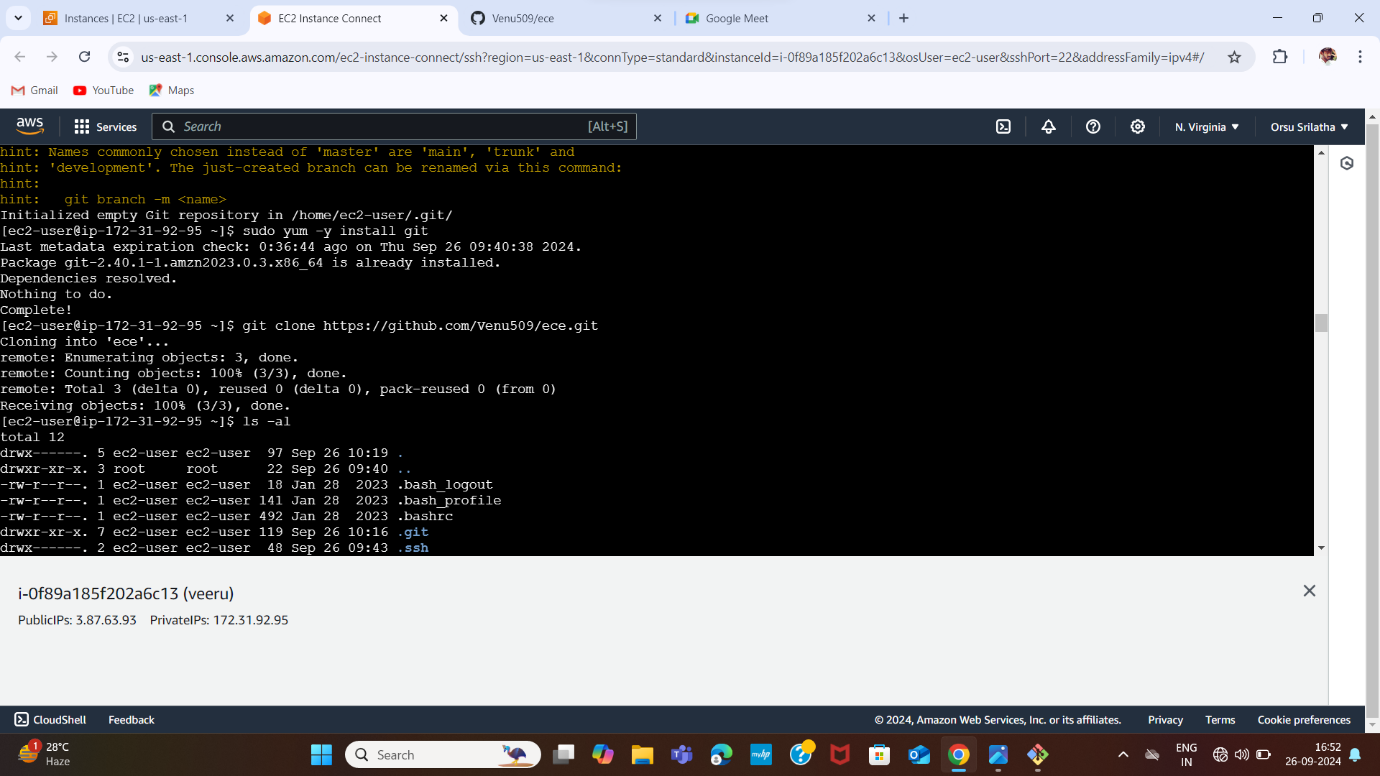 Instances | EC2 | us-east-1
EC2 Instance Connect
Venu509/ece
Google Meet
us-east-1.console.aws.amazon.com/ec2-instance-connect/ssh?region=us-east-1&connType=standard&instanceId=i-0f89a185f202a6c13&osUser=ec2-user&sshPort=22&addressFamily=ipv4#/
Gmail
YouTube
Maps
aws
Services
Search
[Alt+S]
N. Virginia
Orsu Srilatha
hint: Names commonly chosen instead of 'master' are 'main', 'trunk' and
hint: 'development'. The just-created branch can be renamed via this command:
hint:
hint:   git branch -m <name>
Initialized empty Git repository in /home/ec2-user/.git/
[ec2-user@ip-172-31-92-95 ~]$ sudo yum -y install git
Last metadata expiration check: 0:36:44 ago on Thu Sep 26 09:40:38 2024.
Package git-2.40.1-1.amzn2023.0.3.x86_64 is already installed.
Dependencies resolved.
Nothing to do.
Complete!
[ec2-user@ip-172-31-92-95 ~]$ git clone https://github.com/Venu509/ece.git
Cloning into 'ece'...
remote: Enumerating objects: 3, done.
remote: Counting objects: 100% (3/3), done.
remote: Total 3 (delta 0), reused 0 (delta 0), pack-reused 0 (from 0)
Receiving objects: 100% (3/3), done.
[ec2-user@ip-172-31-92-95 ~]$ ls -al
total 12
drwx------. 5 ec2-user ec2-user  97 Sep 26 10:19 .
drwxr-xr-x. 3 root     root      22 Sep 26 09:40 ..
-rw-r--r--. 1 ec2-user ec2-user  18 Jan 28  2023 .bash_logout
-rw-r--r--. 1 ec2-user ec2-user 141 Jan 28  2023 .bash_profile
-rw-r--r--. 1 ec2-user ec2-user 492 Jan 28  2023 .bashrc
drwxr-xr-x. 7 ec2-user ec2-user 119 Sep 26 10:16 .git
drwx------. 2 ec2-user ec2-user  48 Sep 26 09:43 .ssh
i-0f89a185f202a6c13 (veeru)
PublicIPs: 3.87.63.93    PrivateIPs: 172.31.92.95
CloudShell
Feedback
© 2024, Amazon Web Services, Inc. or its affiliates.
Privacy
Terms
Cookie preferences
1
28°C
Haze
Search
myhp
ENG
IN
16:52
26-09-2024